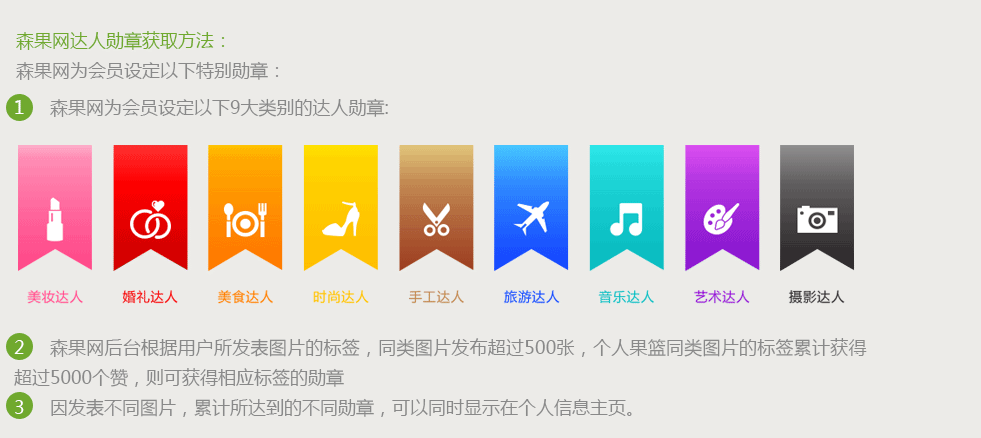 森果网达人勋章获取方法：
森果网为会员设定以下特别勋章：
1 森果网为会员设定以下9大类别的达人勋章:
美妆达人 婚礼达人 美食达人 时尚达人 手工达人 旅游达人 音乐达人 艺术达人 摄影达人
2 森果网后台根据用户所发表图片的标签，同类图片发布超过500张，个人果篮同类图片的标签累计获得
超过5000个赞，则可获得相应标签的勋章
3 因发表不同图片，累计所达到的不同勋章，可以同时显示在个人信息主页。